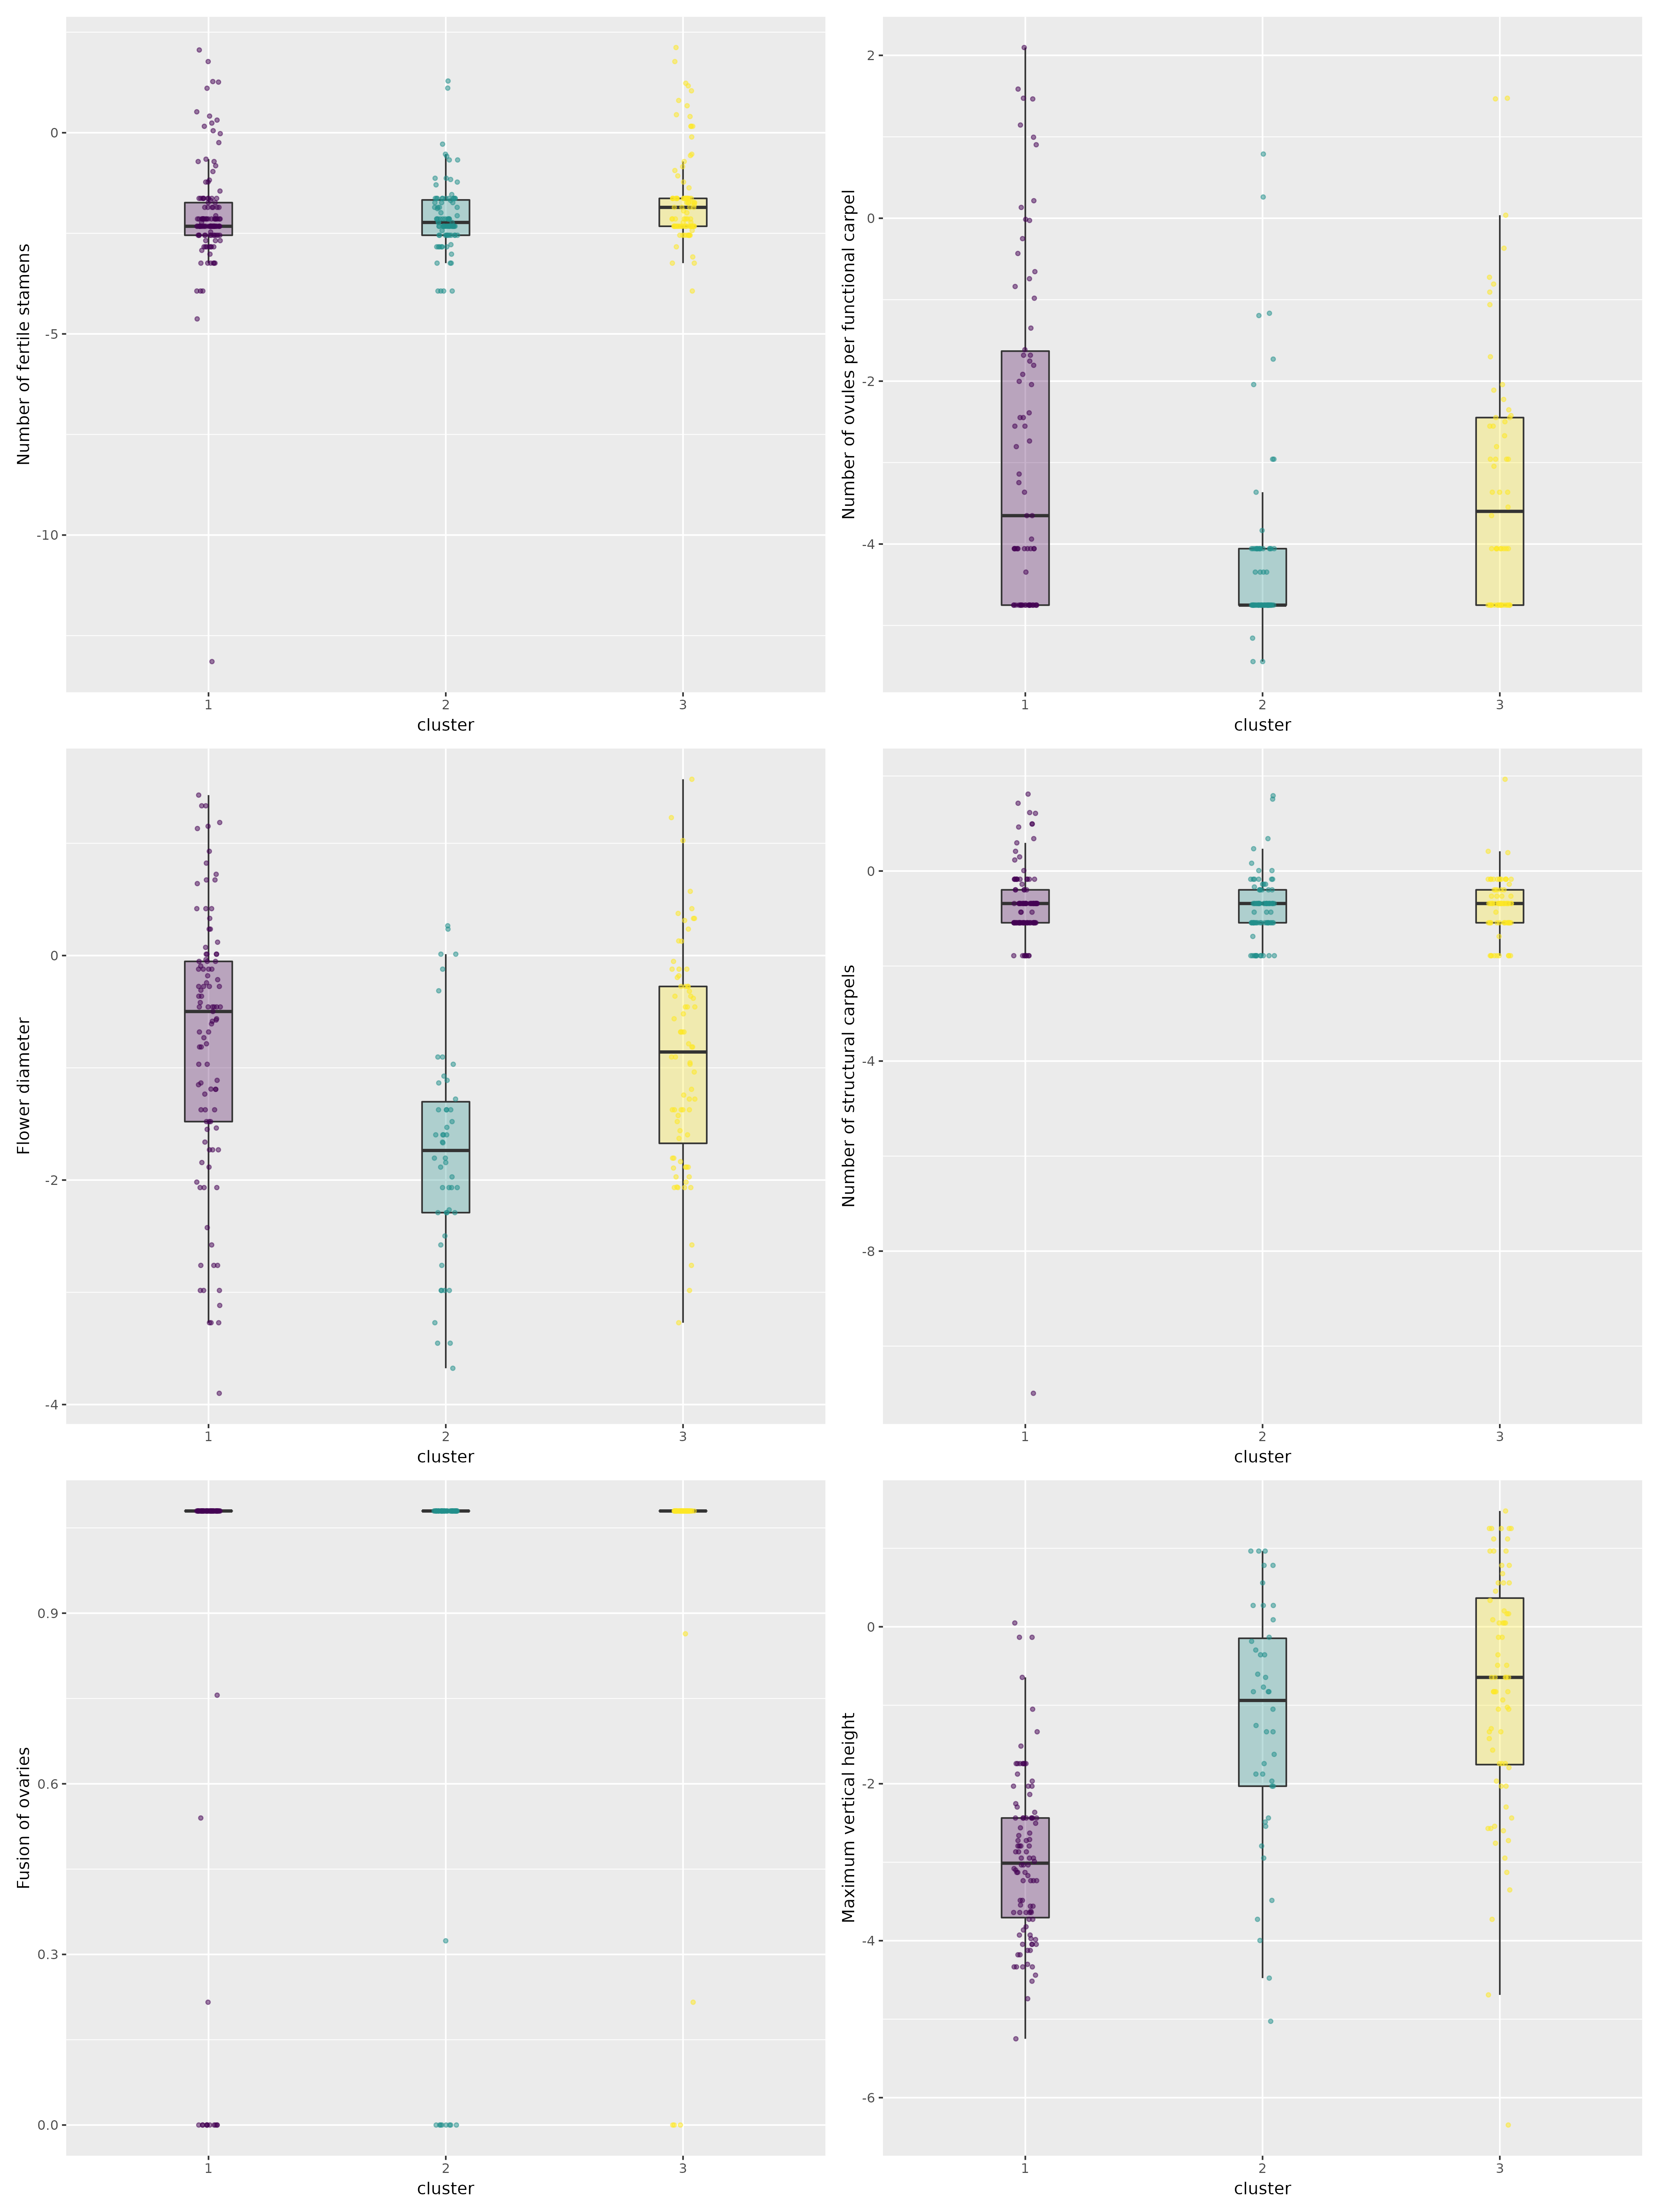 Number of fertile stamens
0
-5
-10
1 2 3
cluster
Number of ovules per functional carpel
2
0
-2
-4
1 2 3
cluster
Flower diameter
0
-2
-4
1 2 3
cluster
Number of structural carpels
0
-4
-8
1 2 3
cluster
Fusion of ovaries
0.9
0.6
0.3
0.0
1 2 3
cluster
Maximum vertical height
0
-2
-4
-6
1 2 3
cluster